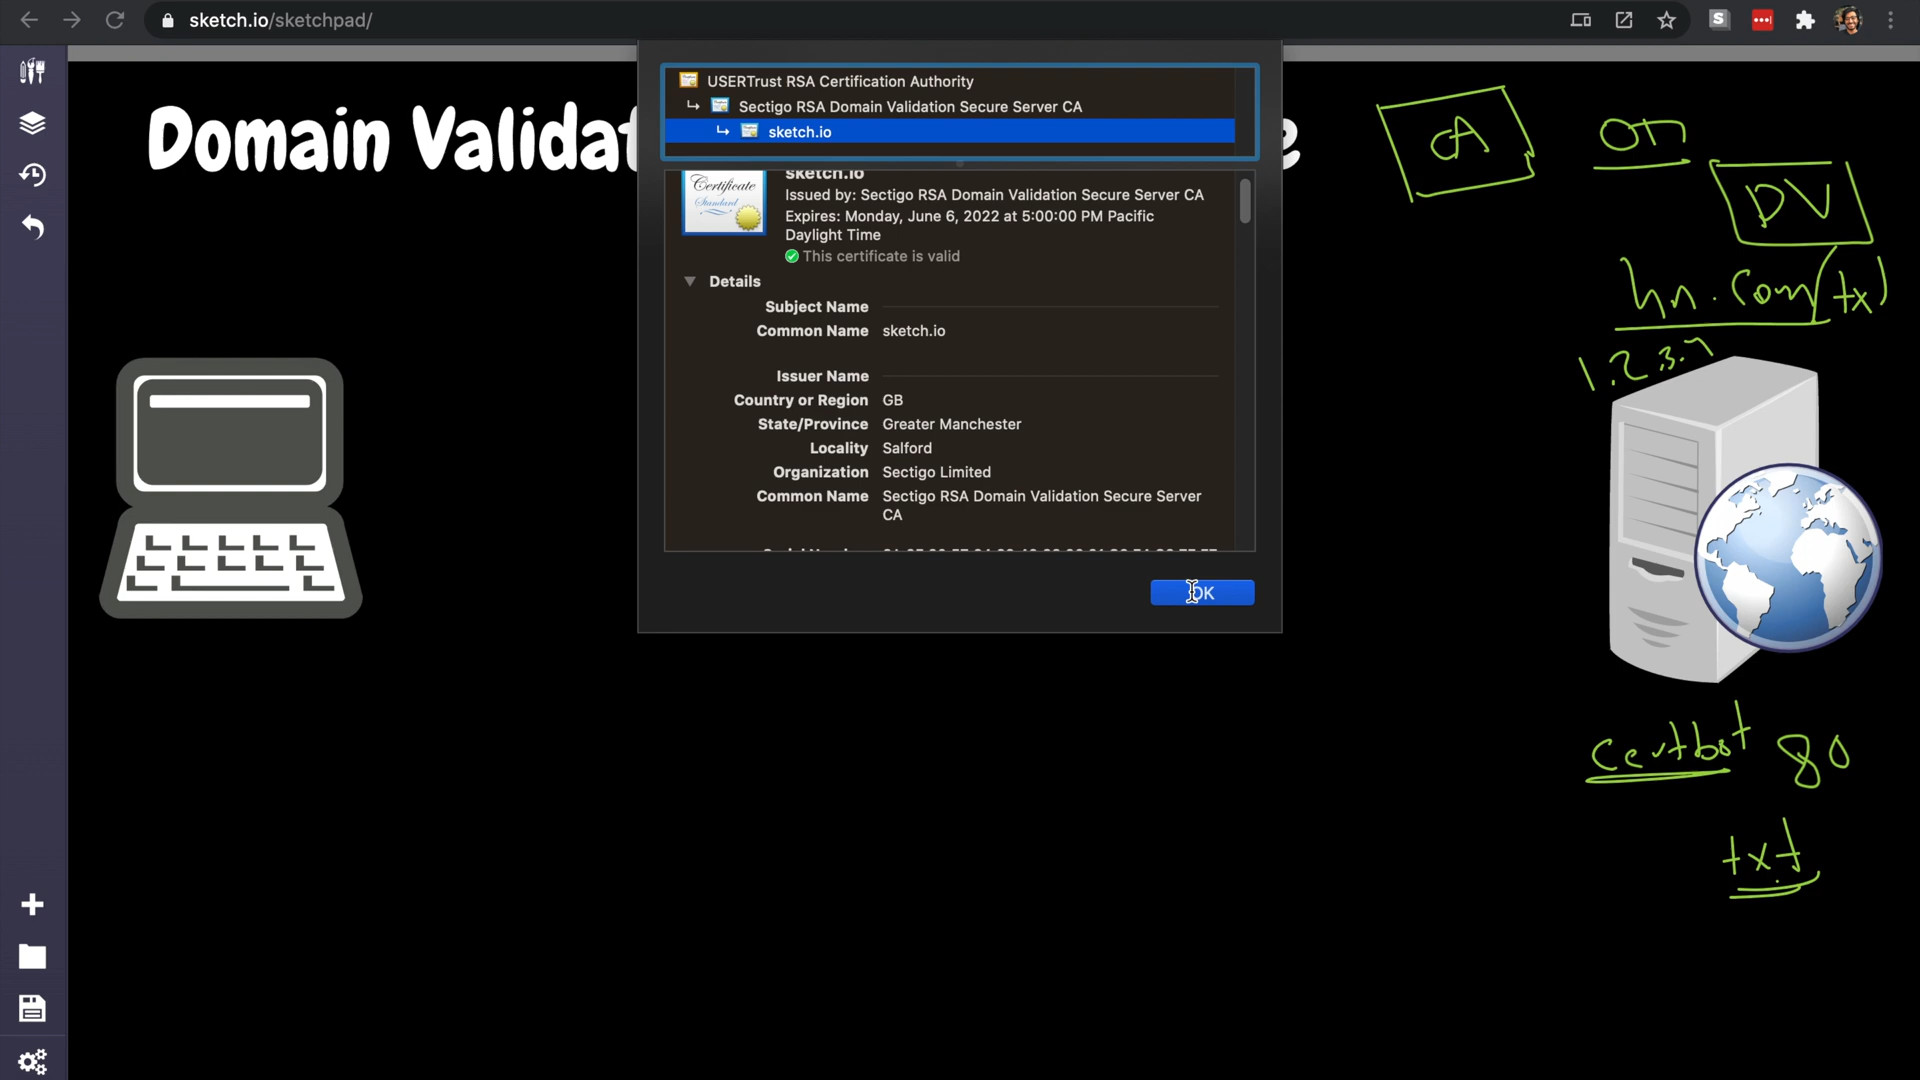 sketch.io/sketchpad/
S
USERTrust RSA Certification Authority
Sectigo RSA Domain Validation Secure Server CA
sketch.io
Domain Validat
e
Certificate
Standard
sketch.io
Issued by: Sectigo RSA Domain Validation Secure Server CA
Expires: Monday, June 6, 2022 at 5:00:00 PM Pacific
Daylight Time
This certificate is valid
Details
Subject Name
Common Name sketch.io
Issuer Name
Country or Region GB
State/Province Greater Manchester
Locality Salford
Organization Sectigo Limited
Common Name Sectigo RSA Domain Validation Secure Server
CA
OK
CA
DV
hn.com(tx)
1.2.3.4
certbot 80
txt